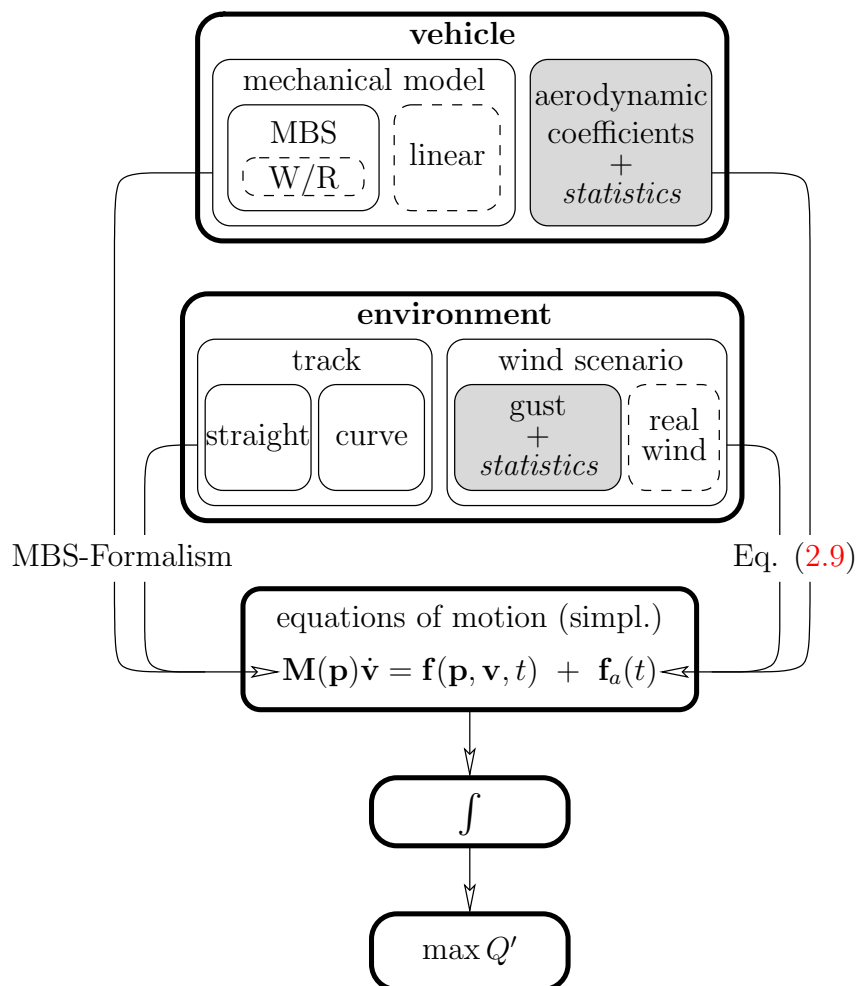 vehicle
mechanical model
MBS
W/R
linear
aerodynamic
coefficients
+
statistics
environment
track
straight
curve
wind scenario
gust
+
statistics
real
wind
MBS-Formalism
Eq. (2.9)
equations of motion (simpl.)
M(p)v̇ = f(p, v, t) + fₐ(t)
∫
max Q′